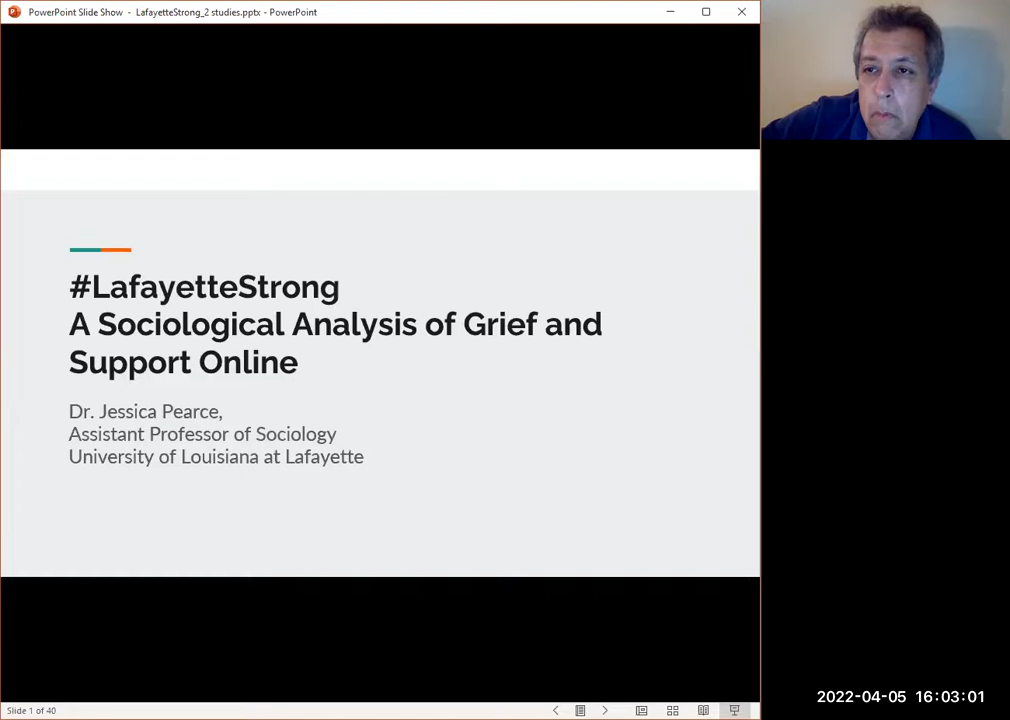 PowerPoint Slide Show - LafayetteStrong_2 studies.pptx - PowerPoint
#LafayetteStrong
A Sociological Analysis of Grief and
Support Online
Dr. Jessica Pearce,
Assistant Professor of Sociology
University of Louisiana at Lafayette
2022-04-05 16:03:01
Slide 1 of 40